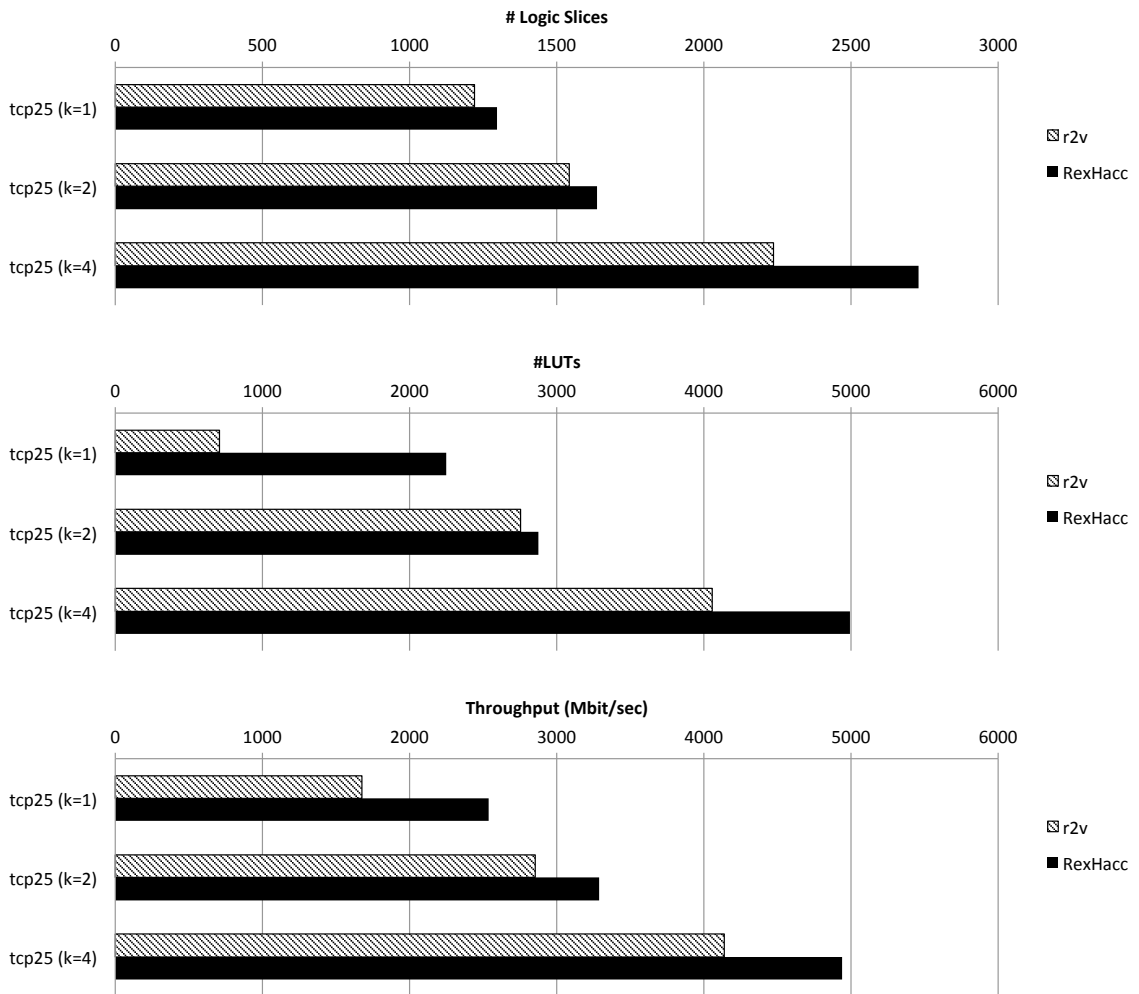 # Logic Slices
0 500 1000 1500 2000 2500 3000
tcp25 (k=1)
tcp25 (k=2)
tcp25 (k=4)
r2v
RexHacc
#LUTs
0 1000 2000 3000 4000 5000 6000
tcp25 (k=1)
tcp25 (k=2)
tcp25 (k=4)
r2v
RexHacc
Throughput (Mbit/sec)
0 1000 2000 3000 4000 5000 6000
tcp25 (k=1)
tcp25 (k=2)
tcp25 (k=4)
r2v
RexHacc